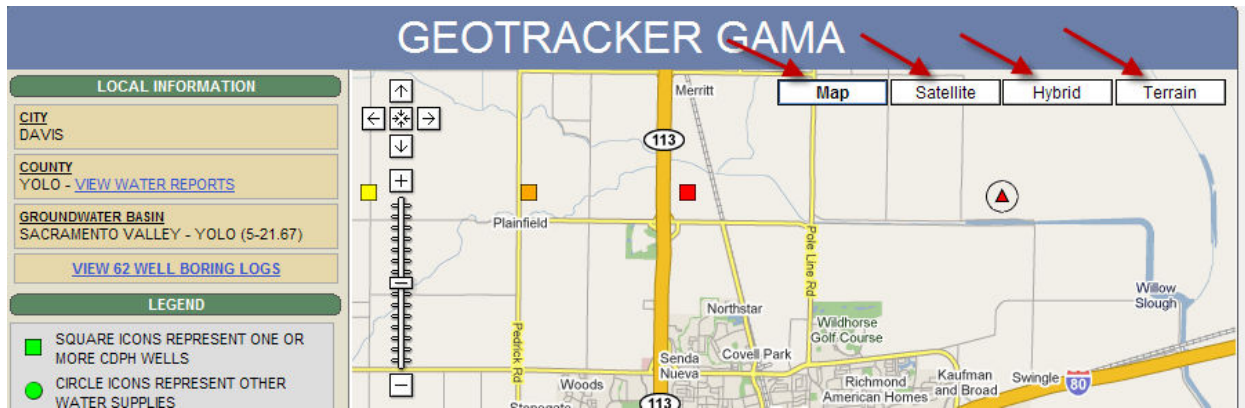 GEOTRACKER GAMA
LOCAL INFORMATION
CITY
DAVIS
COUNTY
YOLO - VIEW WATER REPORTS
GROUNDWATER BASIN
SACRAMENTO VALLEY - YOLO (5-21.67)
VIEW 62 WELL BORING LOGS
LEGEND
SQUARE ICONS REPRESENT ONE OR
MORE CDPH WELLS
CIRCLE ICONS REPRESENT OTHER
WATER SUPPLIES
Map Satellite Hybrid Terrain
Merritt
113
Plainfield
Pole Line Rd
Willow
Slough
Northstar
Wildhorse
Golf Course
Pedrick Rd
Senda
Nueva
Covell Park
Woods
Richmond
American Homes
Kaufman
and Broad
Swingle
80
Stonegate
113